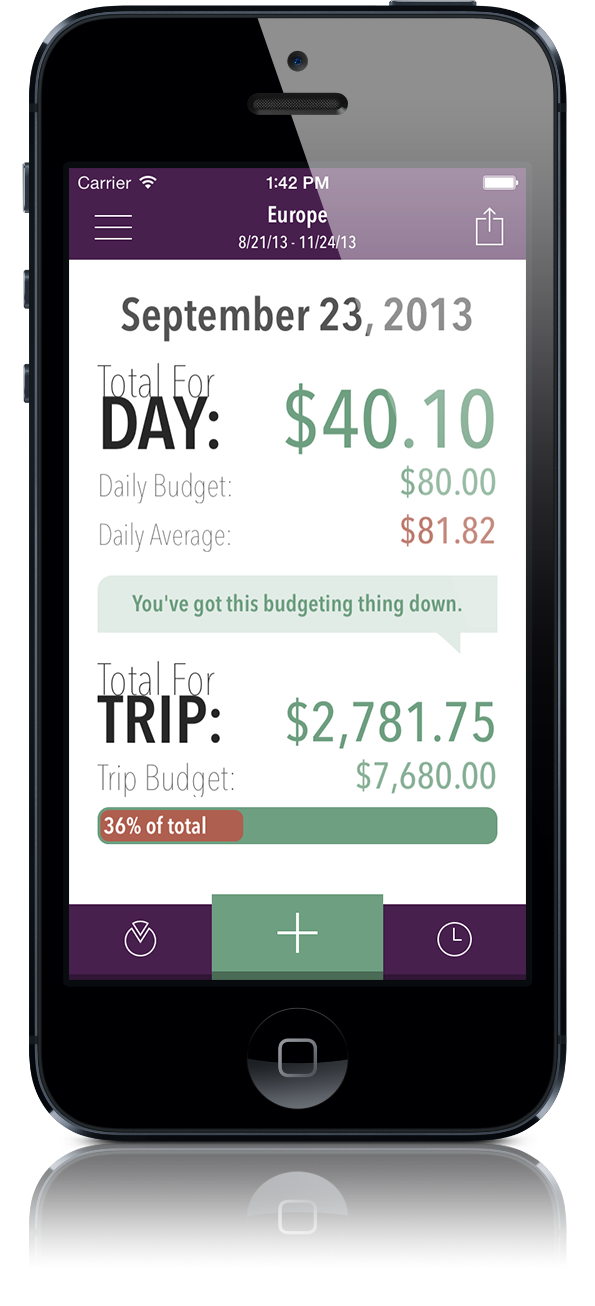 Carrier 1:42 PM
Europe
8/21/13 - 11/24/13
September 23, 2013
Total For
DAY: $40.10
Daily Budget: $80.00
Daily Average: $81.82
You've got this budgeting thing down.
Total For
TRIP: $2,781.75
Trip Budget: $7,680.00
36% of total